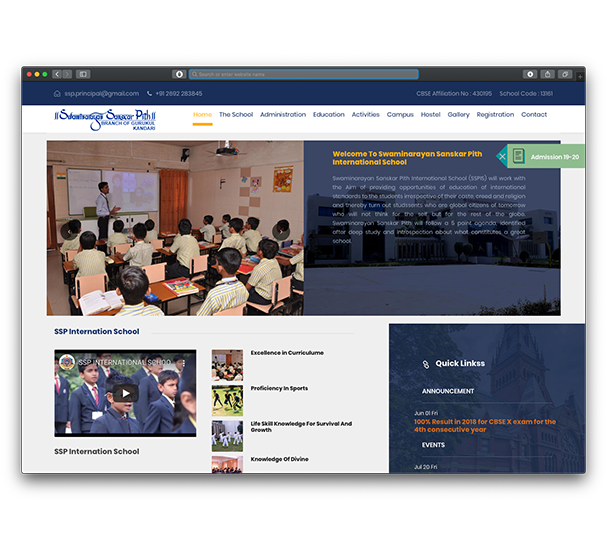 Search or enter website name
ssp.principal@gmail.com
+91 2692 283845
CBSE Affiliation No : 430195
School Code : 13161
ll Swaminarayan Sanskar Pith ll
BRANCH OF GURUKUL
KANDARI
Home The School Administration Education Activities Campus Hostel Gallery Registration Contact
Admission 19-20
Welcome To Swaminarayan Sanskar Pith
International School
Swaminarayan Sanskar Pith International School (SSPIS) will work with
the Aim of providing opportunities of education of international
standards to the students irrespective of their caste, creed and religion
and thereby turn out studssents who are global citizens of tomorrow
who will not think for the self but for the rest of the globe.
Swaminarayan Sanskar Pith will follow a 5 point agenda, identified
after deep study and introspection about what constitutes a great
school.
SSP Internation School
SSP INTERNATIONAL SCHOO
SSP Internation School
Excellence in Curriculume
Proficiency In Sports
Life Skill Knowledge For Survival And
Growth
Knowledge Of Divine
Quick Linkss
ANNOUNCEMENT
Jun 01 Fri
100% Result in 2018 for CBSE X exam for the
4th consecutive year
EVENTS
Jul 20 Fri